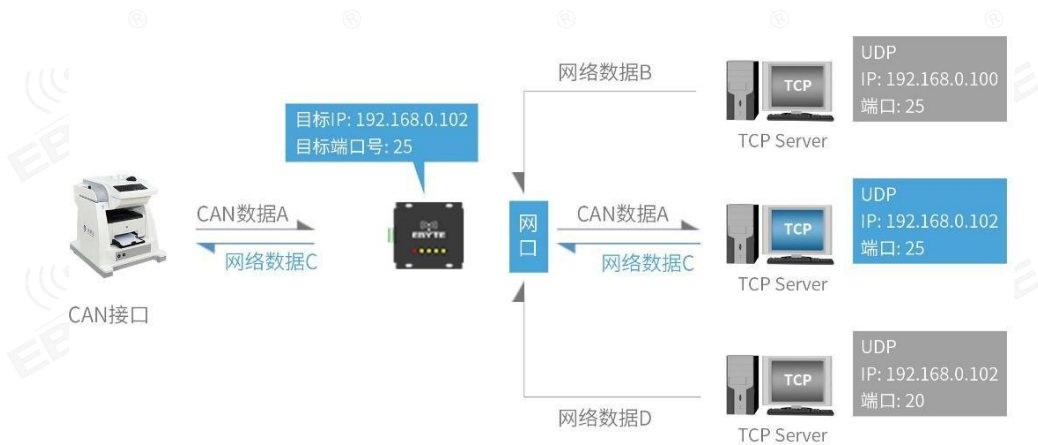 网络数据B
TCP
UDP
IP: 192.168.0.100
端口: 25
TCP Server
目标IP: 192.168.0.102
目标端口号: 25
CAN数据A
网络数据C
EBYTE
网口
CAN数据A
网络数据C
TCP
UDP
IP: 192.168.0.102
端口: 25
TCP Server
CAN接口
网络数据D
TCP
UDP
IP: 192.168.0.102
端口: 20
TCP Server